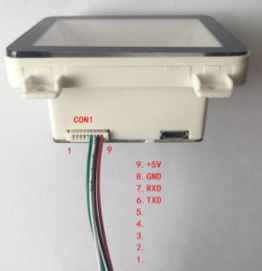 CON1
1 9
9. +5V
8. GND
7. RXD
6. TXD
5.
4.
3.
2.
1.